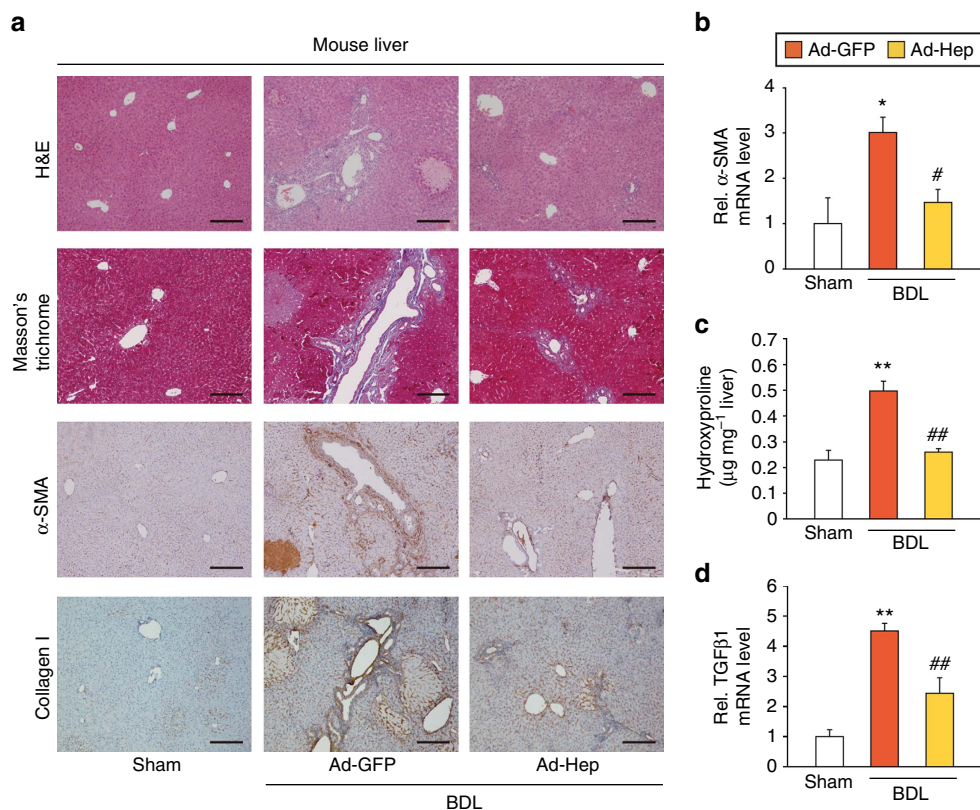 a
Mouse liver
H&E
Masson's
trichrome
α-SMA
Collagen I
Sham
Ad-GFP
Ad-Hep
BDL
b
Ad-GFP
Ad-Hep
Rel. α-SMA
mRNA level
4
3
2
1
0
*
#
Sham
BDL
c
Hydroxyproline
(μg mg⁻¹ liver)
0.7
0.6
0.5
0.4
0.3
0.2
0.1
0
**
##
Sham
BDL
d
Rel. TGFβ1
mRNA level
6
5
4
3
2
1
0
**
##
Sham
BDL